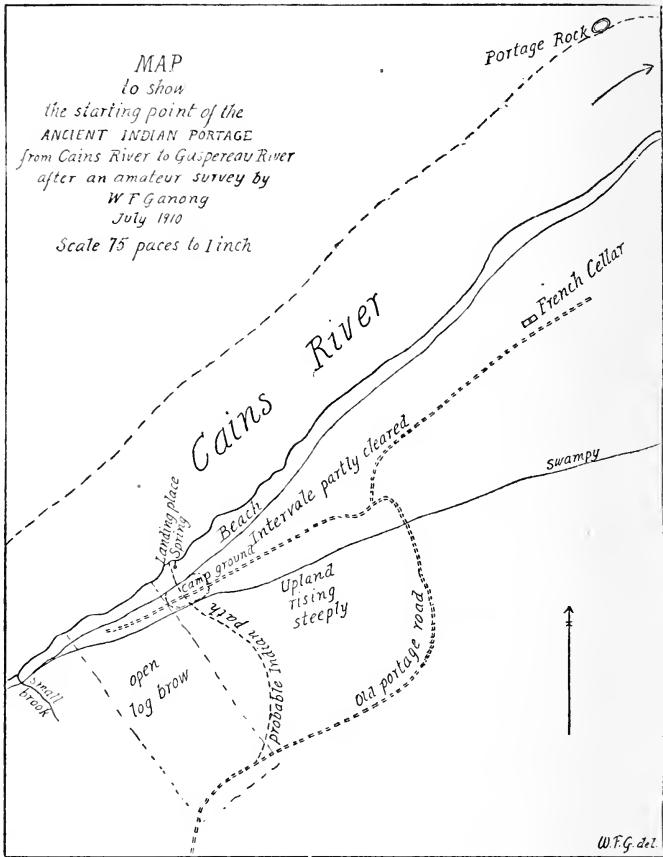 MAP
to show
the starting point of the
ANCIENT INDIAN PORTAGE
from Cains River to Gaspereau River
after an amateur survey by
W F Ganong
July 1910
Scale 75 paces to 1 inch
Portage Rock
French Cellar
Cains River
Landing place
Spring
Beach
Intervale partly cleared
swampy
camp ground
Upland
rising
steeply
probable Indian path
Old portage road
open
log brow
small
brook
W.F.G. del.